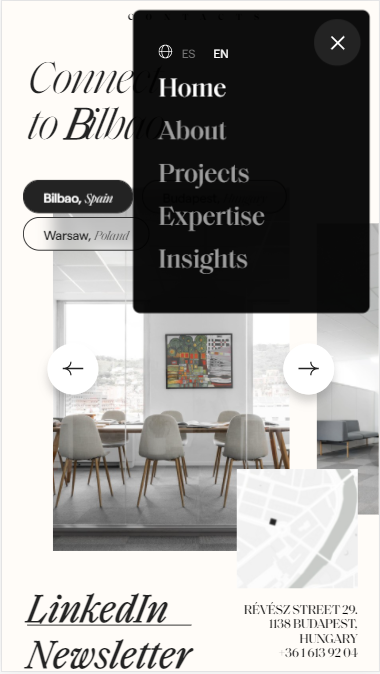 ES EN
Home
About
Projects
Expertise
Insights
Connect
to Bilbao
Bilbao, Spain
Warsaw, Poland
LinkedIn
Newsletter
RÉVÉSZ STREET 29,
1138 BUDAPEST,
HUNGARY
+36 1 613 92 04